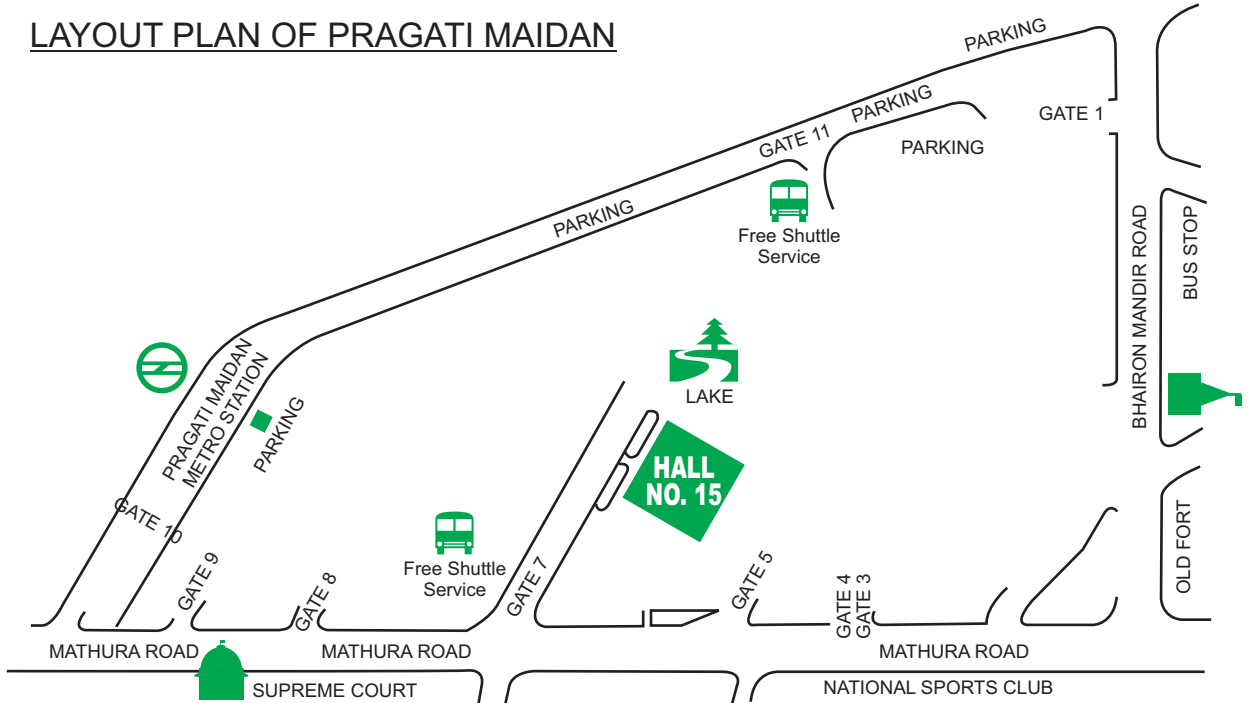 LAYOUT PLAN OF PRAGATI MAIDAN
PARKING
PARKING
GATE 1
GATE 11
PARKING
PARKING
Free Shuttle
Service
BHAIRON MANDIR ROAD
BUS STOP
LAKE
PRAGATI MAIDAN
METRO STATION
PARKING
HALL
NO. 15
GATE 10
OLD FORT
Free Shuttle
Service
GATE 9
GATE 8
GATE 7
GATE 5
GATE 4
GATE 3
MATHURA ROAD
MATHURA ROAD
MATHURA ROAD
SUPREME COURT
NATIONAL SPORTS CLUB